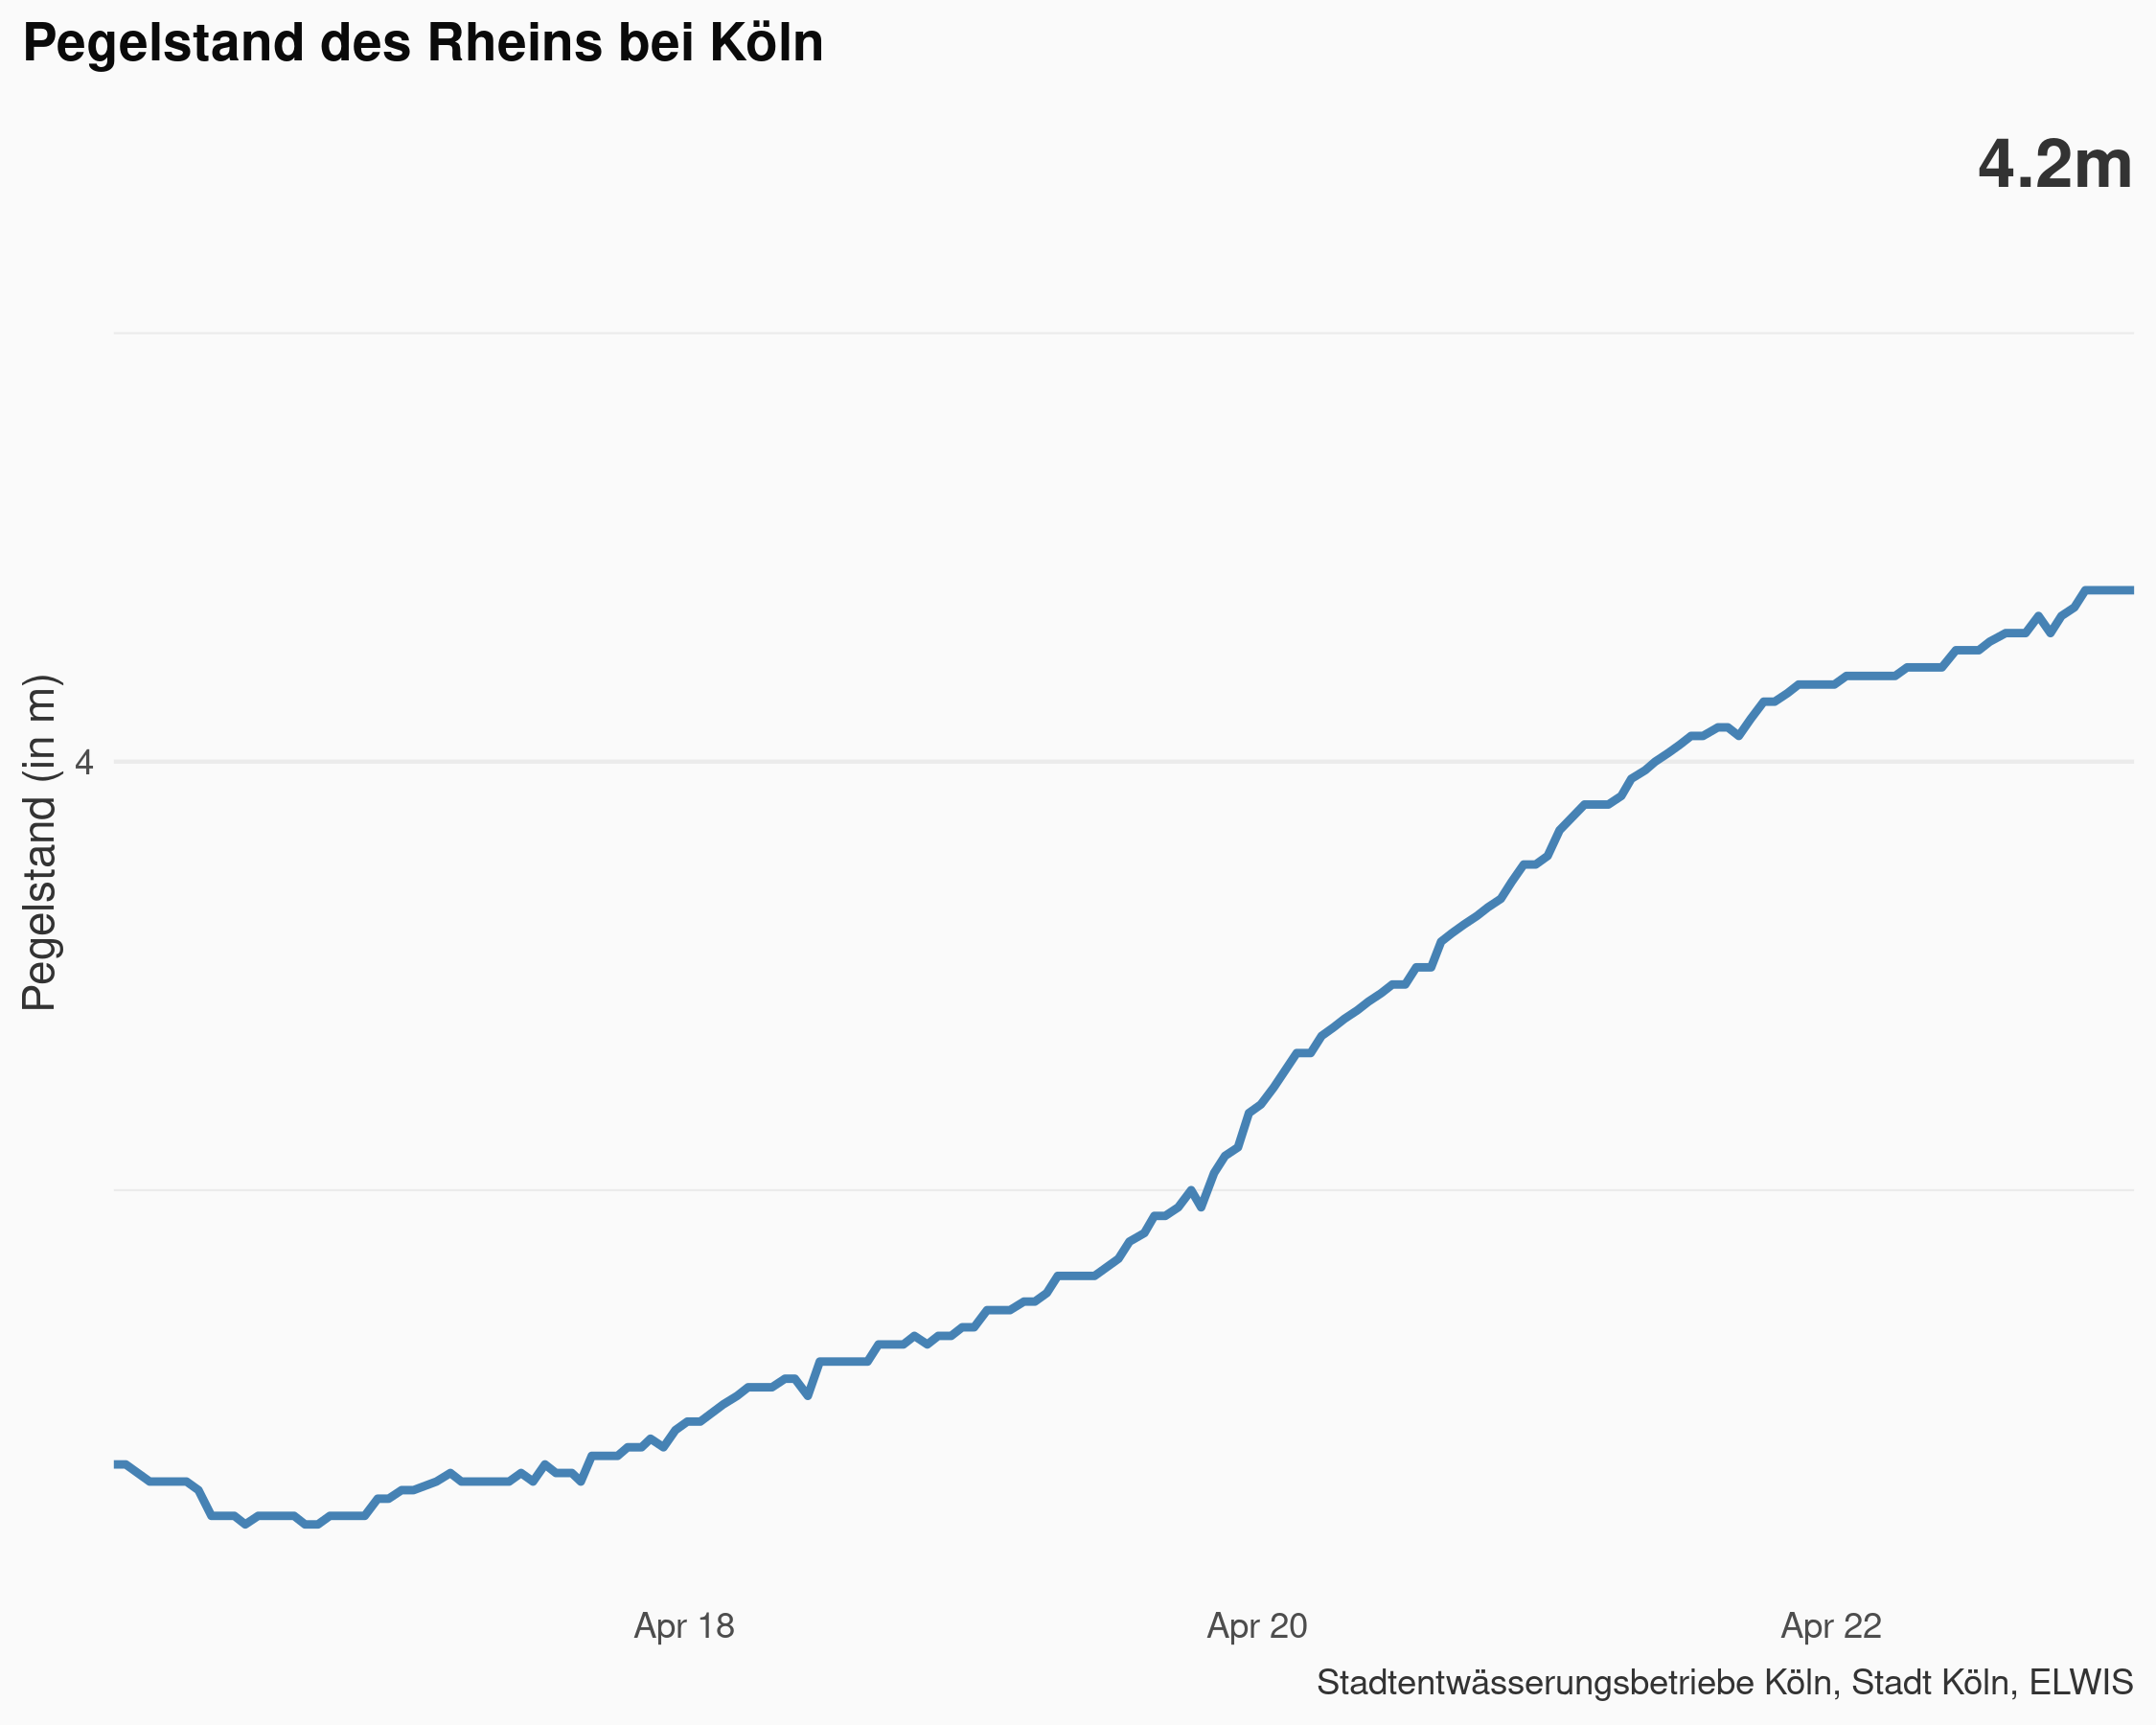 Pegelstand des Rheins bei Köln
4.2m
Pegelstand (in m)
4
Apr 18
Apr 20
Apr 22
Stadtentwässerungsbetriebe Köln, Stadt Köln, ELWIS